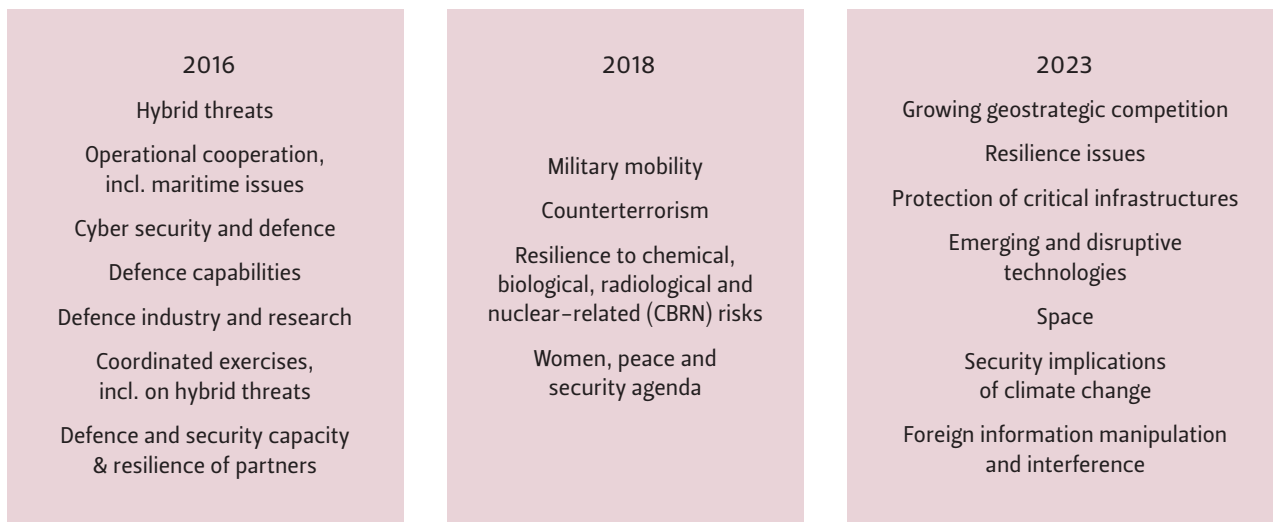 2016
Hybrid threats
Operational cooperation,
incl. maritime issues
Cyber security and defence
Defence capabilities
Defence industry and research
Coordinated exercises,
incl. on hybrid threats
Defence and security capacity
& resilience of partners
2018
Military mobility
Counterterrorism
Resilience to chemical,
biological, radiological and
nuclear–related (CBRN) risks
Women, peace and
security agenda
2023
Growing geostrategic competition
Resilience issues
Protection of critical infrastructures
Emerging and disruptive
technologies
Space
Security implications
of climate change
Foreign information manipulation
and interference